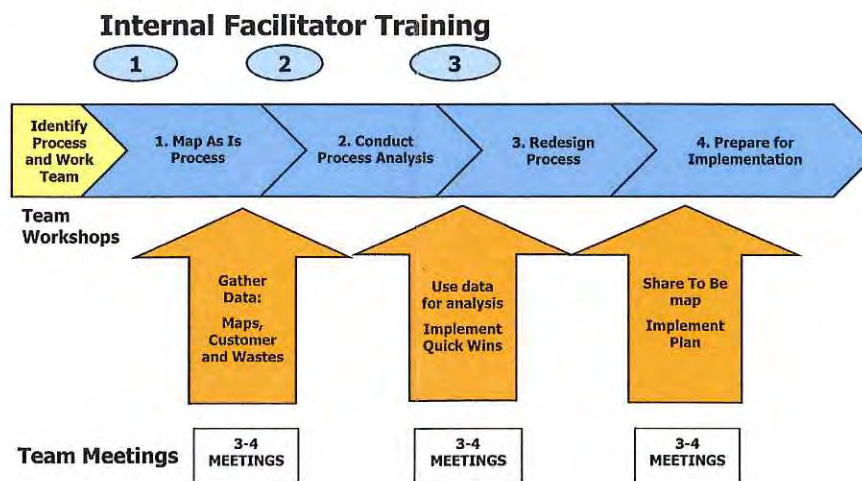 Internal Facilitator Training
1
2
3
Identify
Process
and Work
Team
1. Map As Is
Process
2. Conduct
Process Analysis
3. Redesign
Process
4. Prepare for
Implementation
Team
Workshops
Gather
Data:
Maps,
Customer
and Wastes
Use data
for analysis
Implement
Quick Wins
Share To Be
map
Implement
Plan
Team Meetings
3-4
MEETINGS
3-4
MEETINGS
3-4
MEETINGS